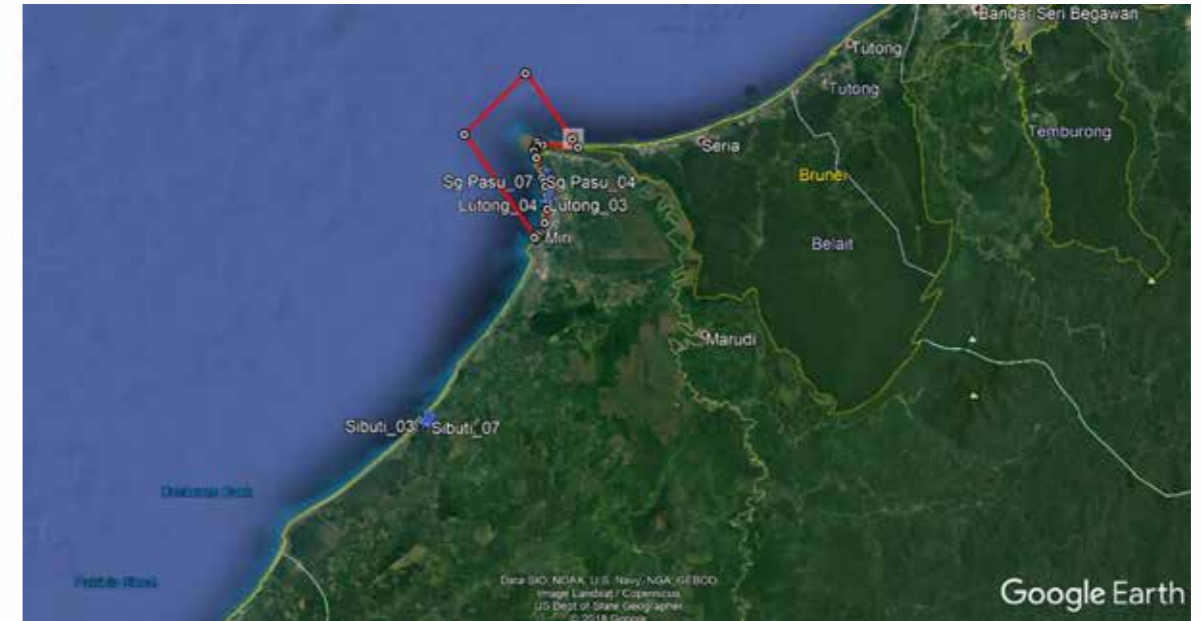 Bandar Seri Begawan
Tutong
Tutong
Temburong
Seria
Brunei
Sg Pasu_07 Sg Pasu_04
Lutong_04 Lutong_03
Miri
Belait
Marudi
Sibuti_03 Sibuti_07
Data SIO, NOAA, U.S. Navy, NGA, GEBCO
Image Landsat / Copernicus
US Dept of State Geographer
© 2018 Google
Google Earth